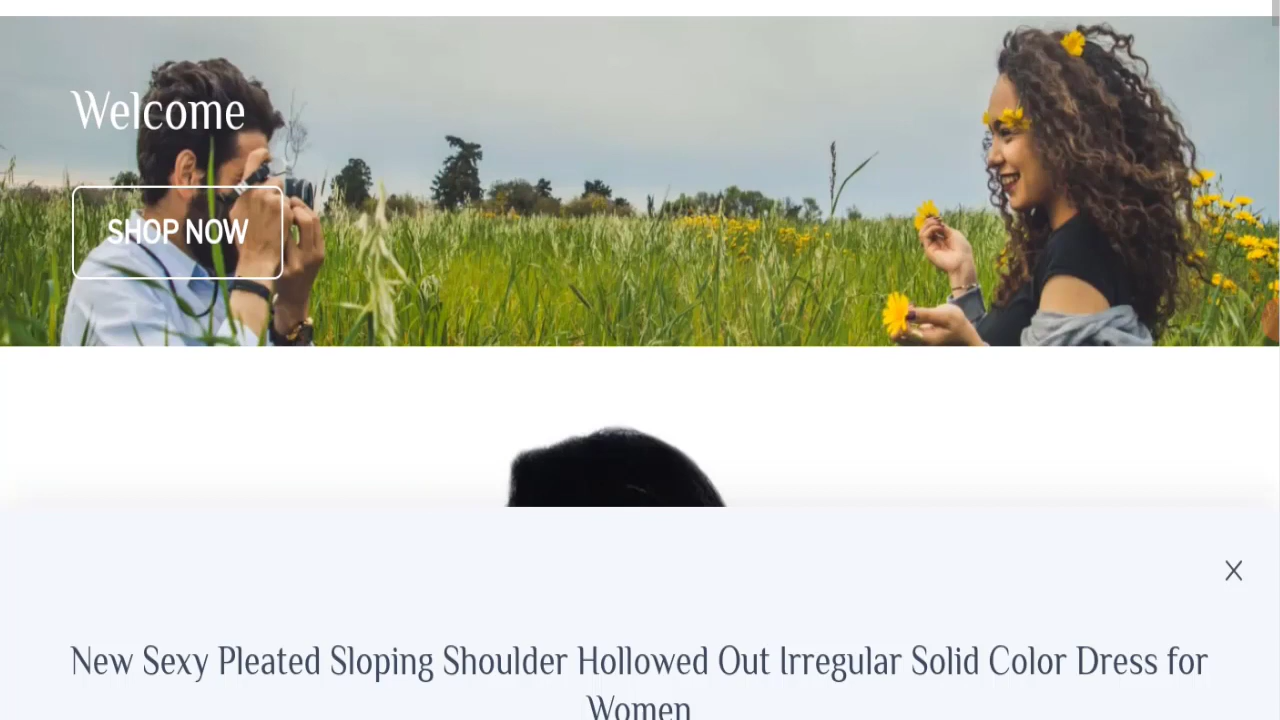 Welcome
SHOP NOW
New Sexy Pleated Sloping Shoulder Hollowed Out Irregular Solid Color Dress for
Women